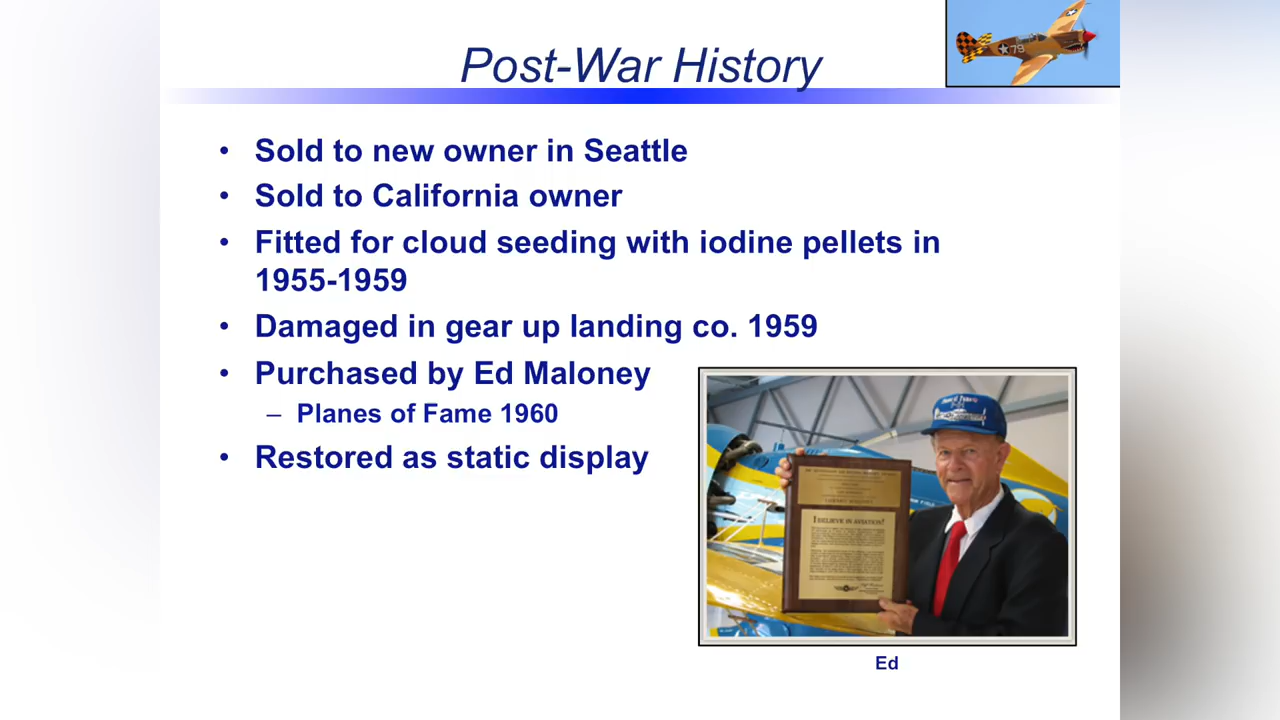 Post-War History
79
• Sold to new owner in Seattle
• Sold to California owner
• Fitted for cloud seeding with iodine pellets in
1955-1959
• Damaged in gear up landing co. 1959
• Purchased by Ed Maloney
– Planes of Fame 1960
• Restored as static display
I BELIEVE IN AVIATION!
Ed